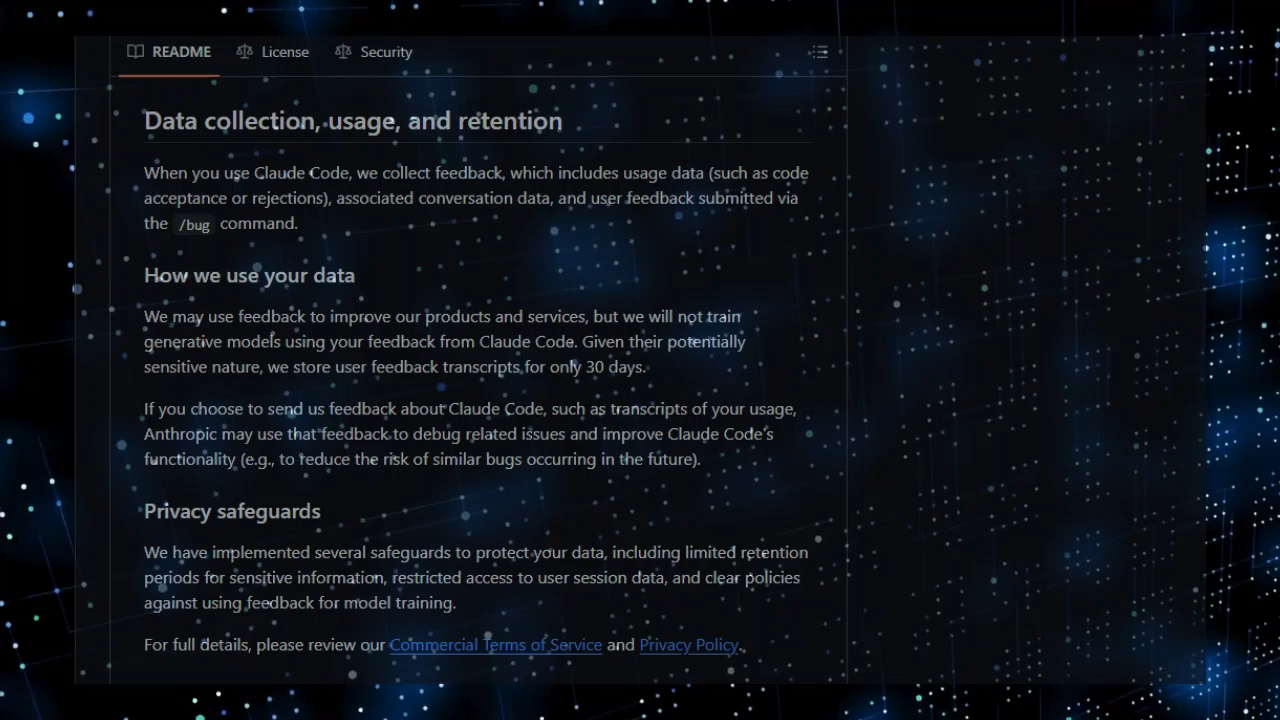 README License Security
Data collection, usage, and retention
When you use Claude Code, we collect feedback, which includes usage data (such as code
acceptance or rejections), associated conversation data, and user feedback submitted via
the /bug command.
How we use your data
We may use feedback to improve our products and services, but we will not train
generative models using your feedback from Claude Code. Given their potentially
sensitive nature, we store user feedback transcripts for only 30 days.
If you choose to send us feedback about Claude Code, such as transcripts of your usage,
Anthropic may use that feedback to debug related issues and improve Claude Code's
functionality (e.g., to reduce the risk of similar bugs occurring in the future).
Privacy safeguards
We have implemented several safeguards to protect your data, including limited retention
periods for sensitive information, restricted access to user session data, and clear policies
against using feedback for model training.
For full details, please review our Commercial Terms of Service and Privacy Policy.